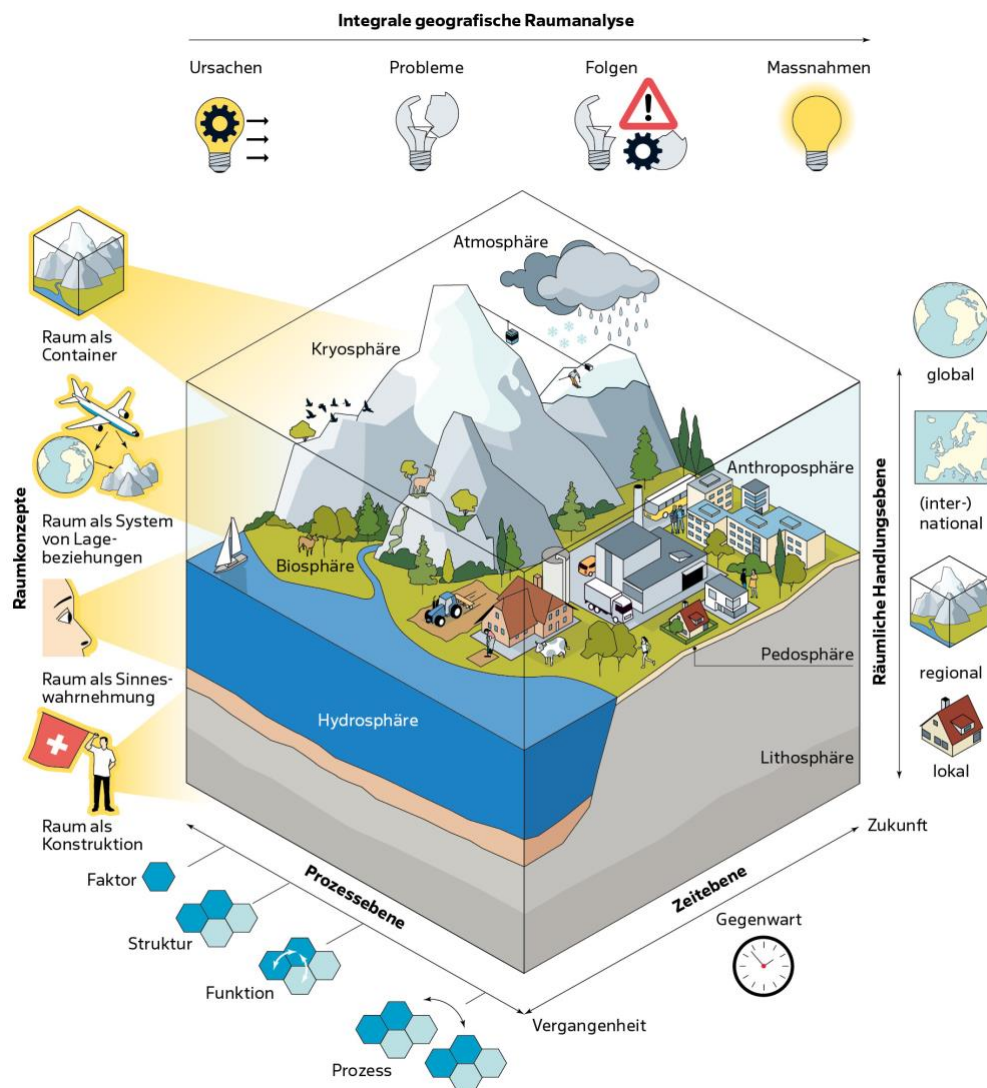 Integrale geografische Raumanalyse
Ursachen
Probleme
Folgen
Massnahmen
Raumkonzepte
Raum als
Container
Raum als System
von Lage-
beziehungen
Raum als Sinnes-
wahrnehmung
Raum als
Konstruktion
Atmosphäre
Kryosphäre
Anthroposphäre
Biosphäre
Pedosphäre
Hydrosphäre
Lithosphäre
Räumliche Handlungsebene
global
(inter-)
national
regional
lokal
Prozessebene
Faktor
Struktur
Funktion
Prozess
Zeitebene
Zukunft
Gegenwart
Vergangenheit